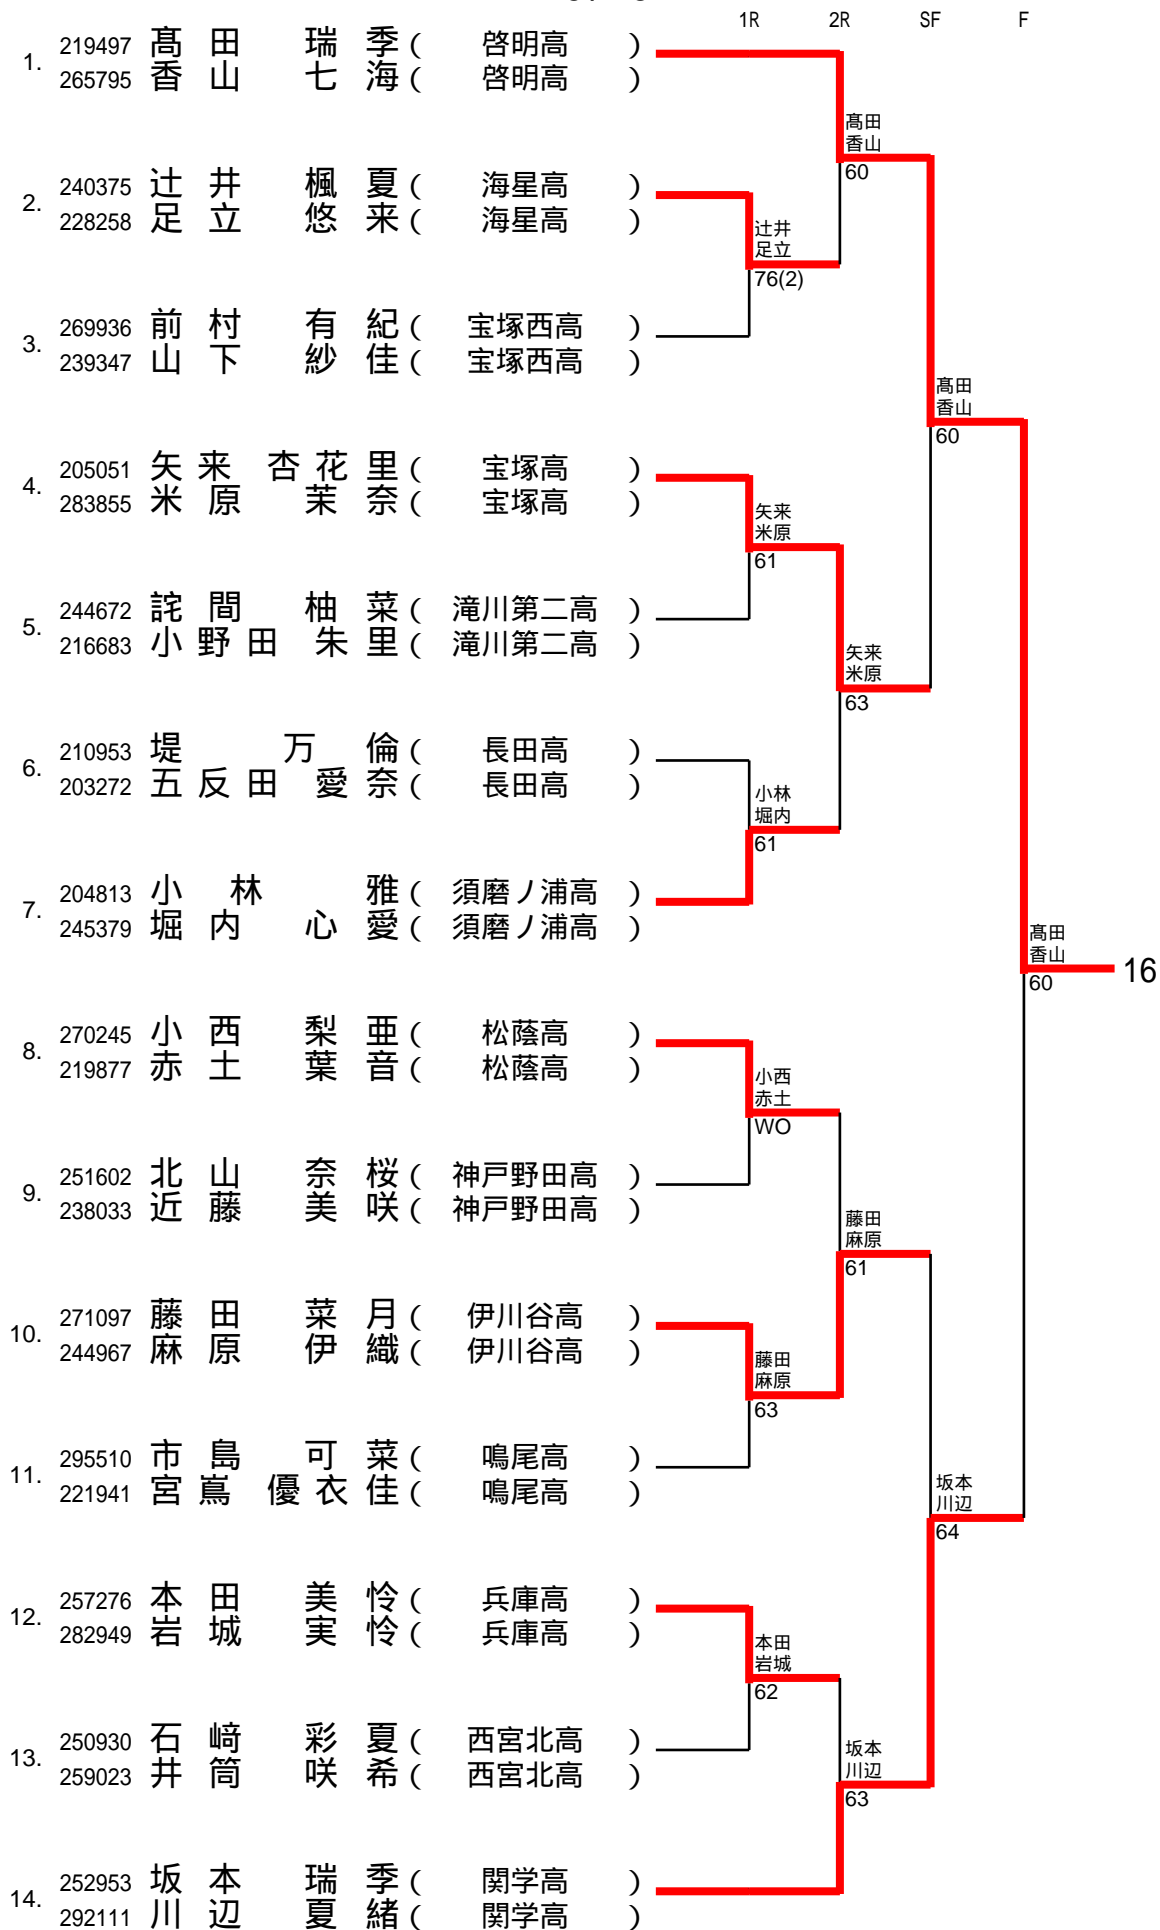 1R 2R SF F
1. 219497 髙田 瑞季 ( 啓明高 )
265795 香山 七海 ( 啓明高 )
髙田
香山
60
2. 240375 辻井 楓夏 ( 海星高 )
228258 足立 悠来 ( 海星高 )
辻井
足立
76(2)
3. 269936 前村 有紀 ( 宝塚西高 )
239347 山下 紗佳 ( 宝塚西高 )
髙田
香山
60
4. 205051 矢来 杏花里 ( 宝塚高 )
283855 米原 茉奈 ( 宝塚高 )
矢来
米原
61
5. 244672 詫間 柚菜 ( 滝川第二高 )
216683 小野田 朱里 ( 滝川第二高 )
矢来
米原
63
6. 210953 堤 万倫 ( 長田高 )
203272 五反田 愛奈 ( 長田高 )
小林
堀内
61
7. 204813 小林 雅 ( 須磨ノ浦高 )
245379 堀内 心愛 ( 須磨ノ浦高 )
髙田
香山
60
16
8. 270245 小西 梨亜 ( 松蔭高 )
219877 赤土 葉音 ( 松蔭高 )
小西
赤土
WO
9. 251602 北山 奈桜 ( 神戸野田高 )
238033 近藤 美咲 ( 神戸野田高 )
藤田
麻原
61
10. 271097 藤田 菜月 ( 伊川谷高 )
244967 麻原 伊織 ( 伊川谷高 )
藤田
麻原
63
11. 295510 市島 可菜 ( 鳴尾高 )
221941 宮嶌 優衣佳 ( 鳴尾高 )
坂本
川辺
64
12. 257276 本田 美怜 ( 兵庫高 )
282949 岩城 実怜 ( 兵庫高 )
本田
岩城
62
13. 250930 石﨑 彩夏 ( 西宮北高 )
259023 井筒 咲希 ( 西宮北高 )
坂本
川辺
63
14. 252953 坂本 瑞季 ( 関学高 )
292111 川辺 夏緒 ( 関学高 )